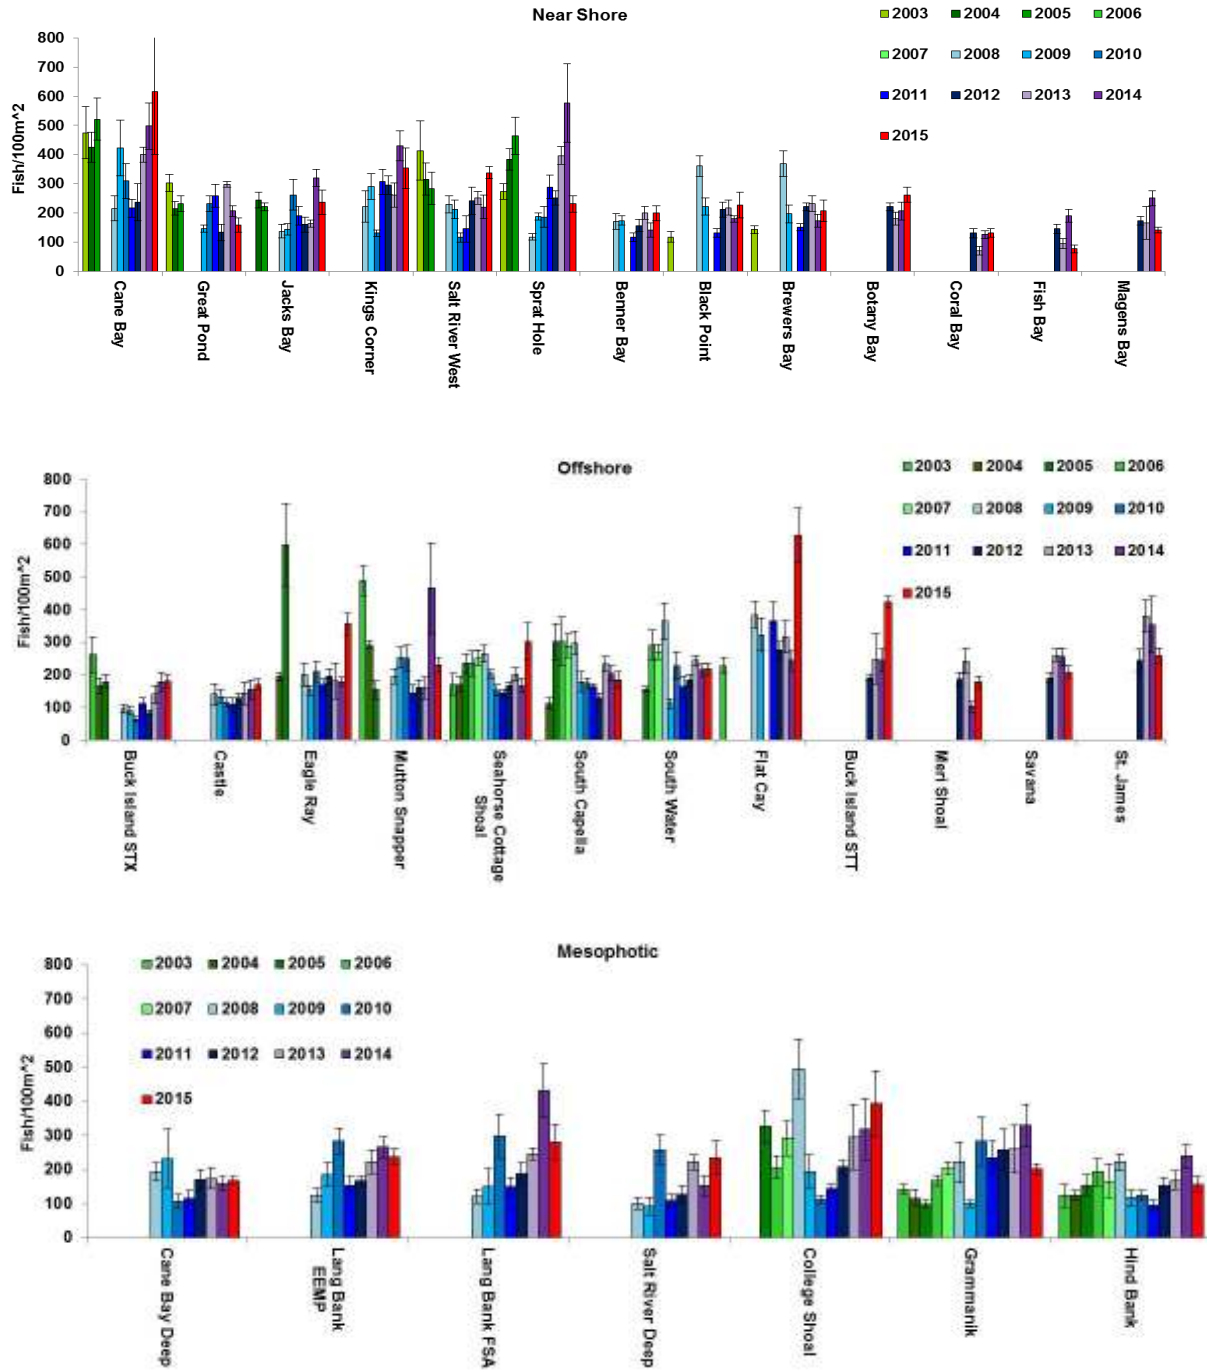 Near Shore
2003 2004 2005 2006
2007 2008 2009 2010
2011 2012 2013 2014
2015
Fish/100m^2
800
700
600
500
400
300
200
100
0
Cane Bay
Great Pond
Jacks Bay
Kings Corner
Salt River West
Sprat Hole
Benner Bay
Black Point
Brewers Bay
Botany Bay
Coral Bay
Fish Bay
Magens Bay
Offshore
2003 2004 2005 2006
2007 2008 2009 2010
2011 2012 2013 2014
2015
Fish/100m^2
800
700
600
500
400
300
200
100
0
Buck Island STX
Castle
Eagle Ray
Mutton Snapper
Seahorse Cottage
Shoal
South Capella
South Water
Flat Cay
Buck Island STT
Meri Shoal
Savana
St. James
Mesophotic
2003 2004 2005 2006
2007 2008 2009 2010
2011 2012 2013 2014
2015
Fish/100m^2
800
700
600
500
400
300
200
100
0
Cane Bay Deep
Lang Bank
EEMP
Lang Bank FSA
Salt River Deep
College Shoal
Grammanik
Hind Bank